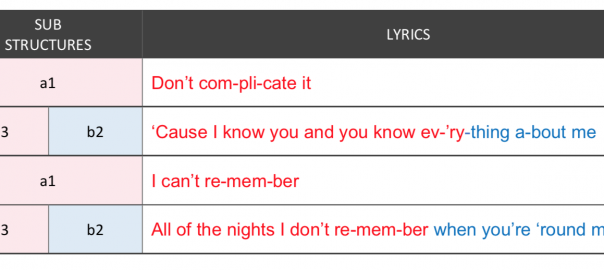 SUB STRUCTURES LYRICS
a1 Don't com-pli-cate it
3 b2 ‘Cause I know you and you know ev-’ry-thing a-bout me
a1 I can’t re-mem-ber
3 b2 All of the nights I don’t re-mem-ber when you’re ‘round